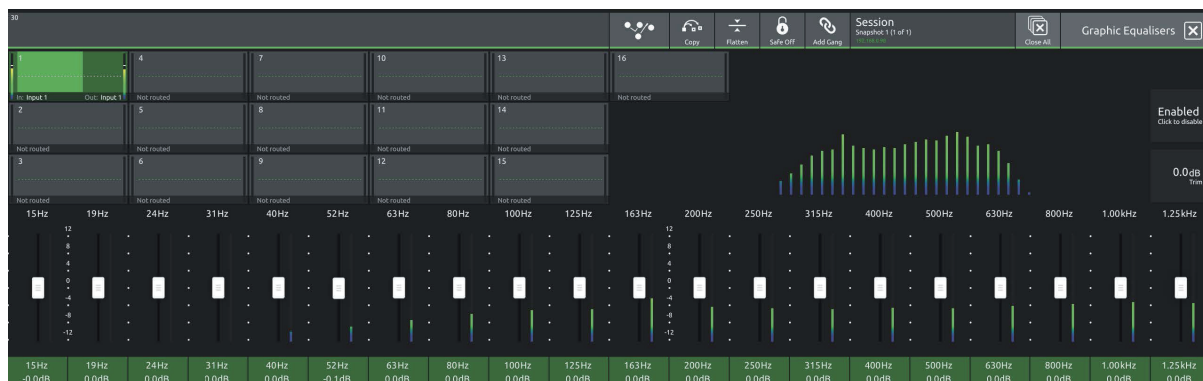 30
Copy
Flatten
Safe Off
Add Gang
Session
Snapshot 1 (1 of 1)
Close All
Graphic Equalisers
1
4
7
10
13
16
In: Input 1 Out: Input 1
Not routed
Not routed
Not routed
Not routed
Not routed
2
5
8
11
14
Enabled
Click to disable
Not routed
Not routed
Not routed
Not routed
Not routed
3
6
9
12
15
0.0dB
Trim
Not routed
Not routed
Not routed
Not routed
Not routed
15Hz 19Hz 24Hz 31Hz 40Hz 52Hz 63Hz 80Hz 100Hz 125Hz 163Hz 200Hz 250Hz 315Hz 400Hz 500Hz 630Hz 800Hz 1.00kHz 1.25kHz
12 12
8 8
4 4
0 0
-4 -4
-8 -8
-12 -12
15Hz 19Hz 24Hz 31Hz 40Hz 52Hz 63Hz 80Hz 100Hz 125Hz 163Hz 200Hz 250Hz 315Hz 400Hz 500Hz 630Hz 800Hz 1.00kHz 1.25kHz
-0.0dB 0.0dB 0.0dB 0.0dB 0.0dB -0.1dB 0.0dB 0.0dB 0.0dB 0.0dB 0.0dB 0.0dB 0.0dB 0.0dB 0.0dB 0.0dB 0.0dB 0.0dB 0.0dB 0.0dB